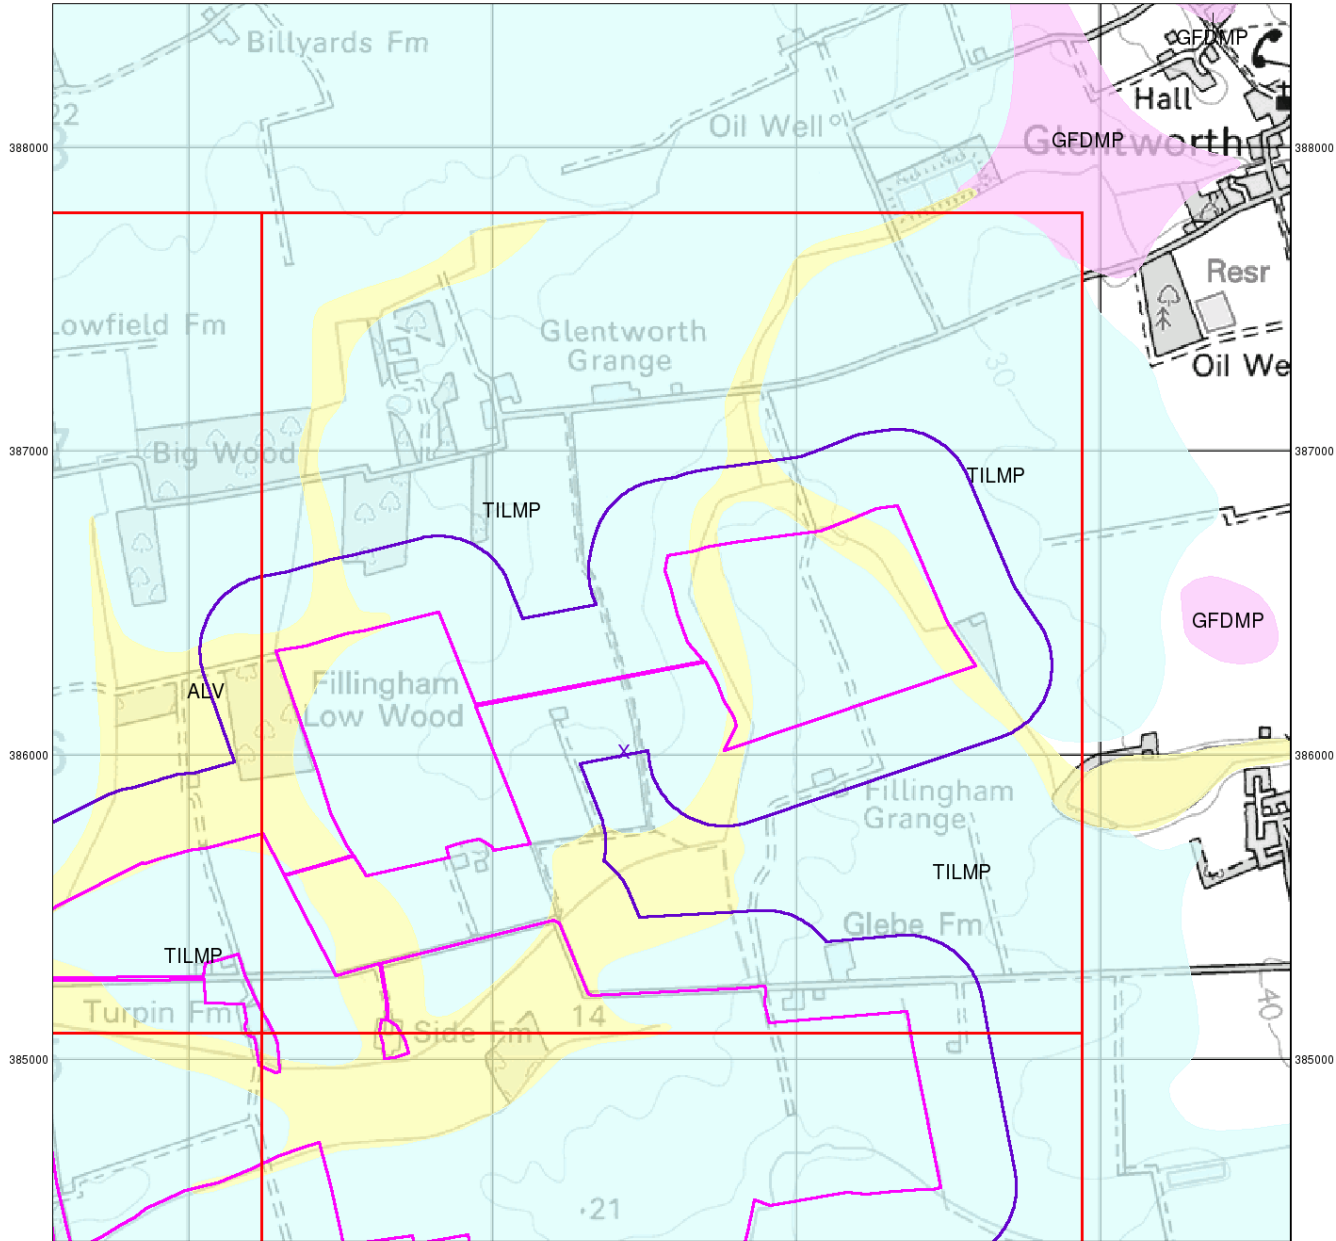 GFDMP
Billyards Fm
22
Hall
Oil Well
GFDMP
Glentworth
388000
388000
Resr
Lowfield Fm
Glentworth
Grange
Oil We
30
387000
Big Wood
387000
TILMP
TILMP
GFDMP
Fillingham
Low Wood
ALV
X
386000
386000
Fillingham
Grange
TILMP
Glebe Fm
TILMP
40
Turpin Fm
Side Fm
14
385000
385000
21